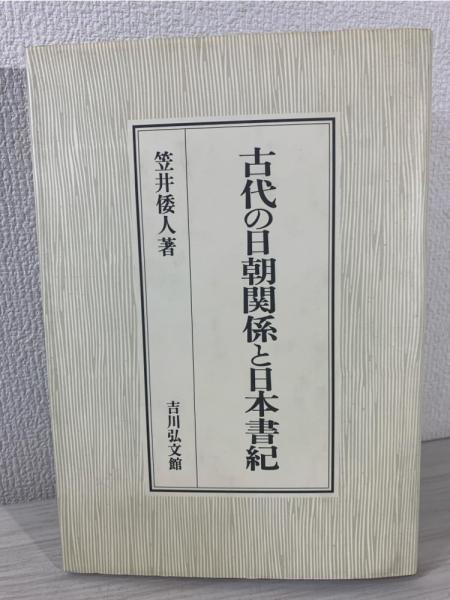 古代の日朝関係と日本書紀
笠井倭人著
吉川弘文館